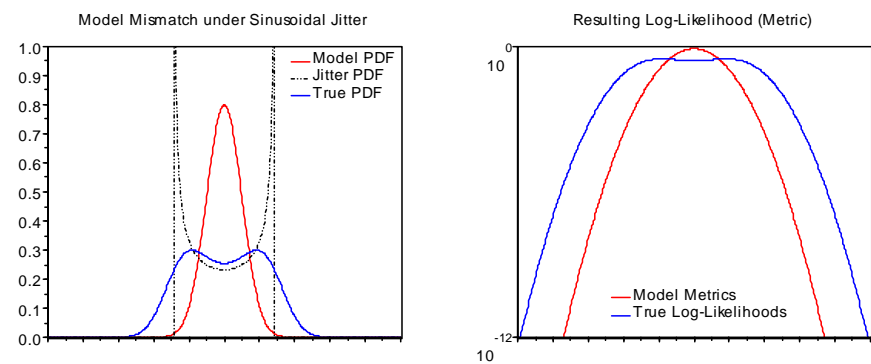 Model Mismatch under Sinusoidal Jitter
1.0
0.9
0.8
0.7
0.6
0.5
0.4
0.3
0.2
0.1
0.0
Model PDF
Jitter PDF
True PDF
Resulting Log-Likelihood (Metric)
0
10
-12
10
Model Metrics
True Log-Likelihoods